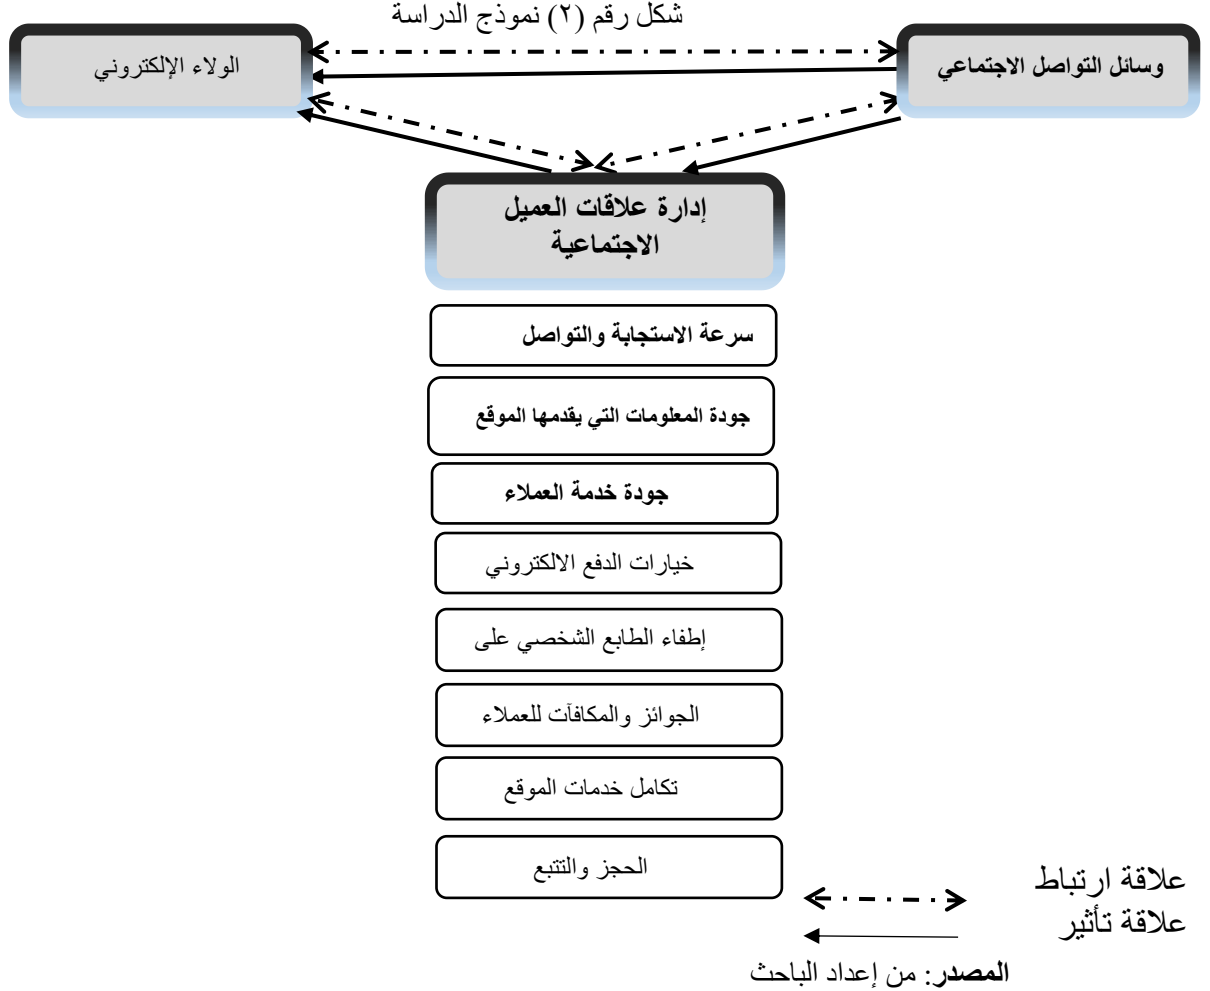 شكل رقم (٢) نموذج الدراسة
وسائل التواصل الاجتماعي
الولاء الإلكتروني
إدارة علاقات العميل
الاجتماعية
سرعة الاستجابة والتواصل
جودة المعلومات التي يقدمها الموقع
جودة خدمة العملاء
خيارات الدفع الالكتروني
إطفاء الطابع الشخصي على
الجوائز والمكافآت للعملاء
تكامل خدمات الموقع
الحجز والتتبع
علاقة ارتباط
علاقة تأثير
المصدر: من إعداد الباحث